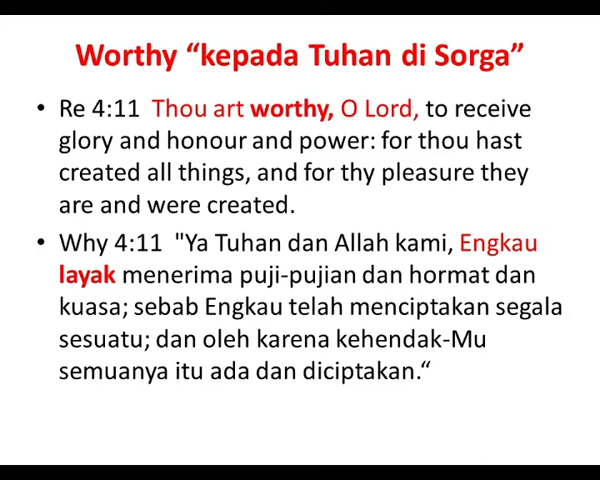 Worthy “kepada Tuhan di Sorga”
• Re 4:11  Thou art worthy, O Lord, to receive
glory and honour and power: for thou hast
created all things, and for thy pleasure they
are and were created.
• Why 4:11  "Ya Tuhan dan Allah kami, Engkau
layak menerima puji-pujian dan hormat dan
kuasa; sebab Engkau telah menciptakan segala
sesuatu; dan oleh karena kehendak-Mu
semuanya itu ada dan diciptakan.“